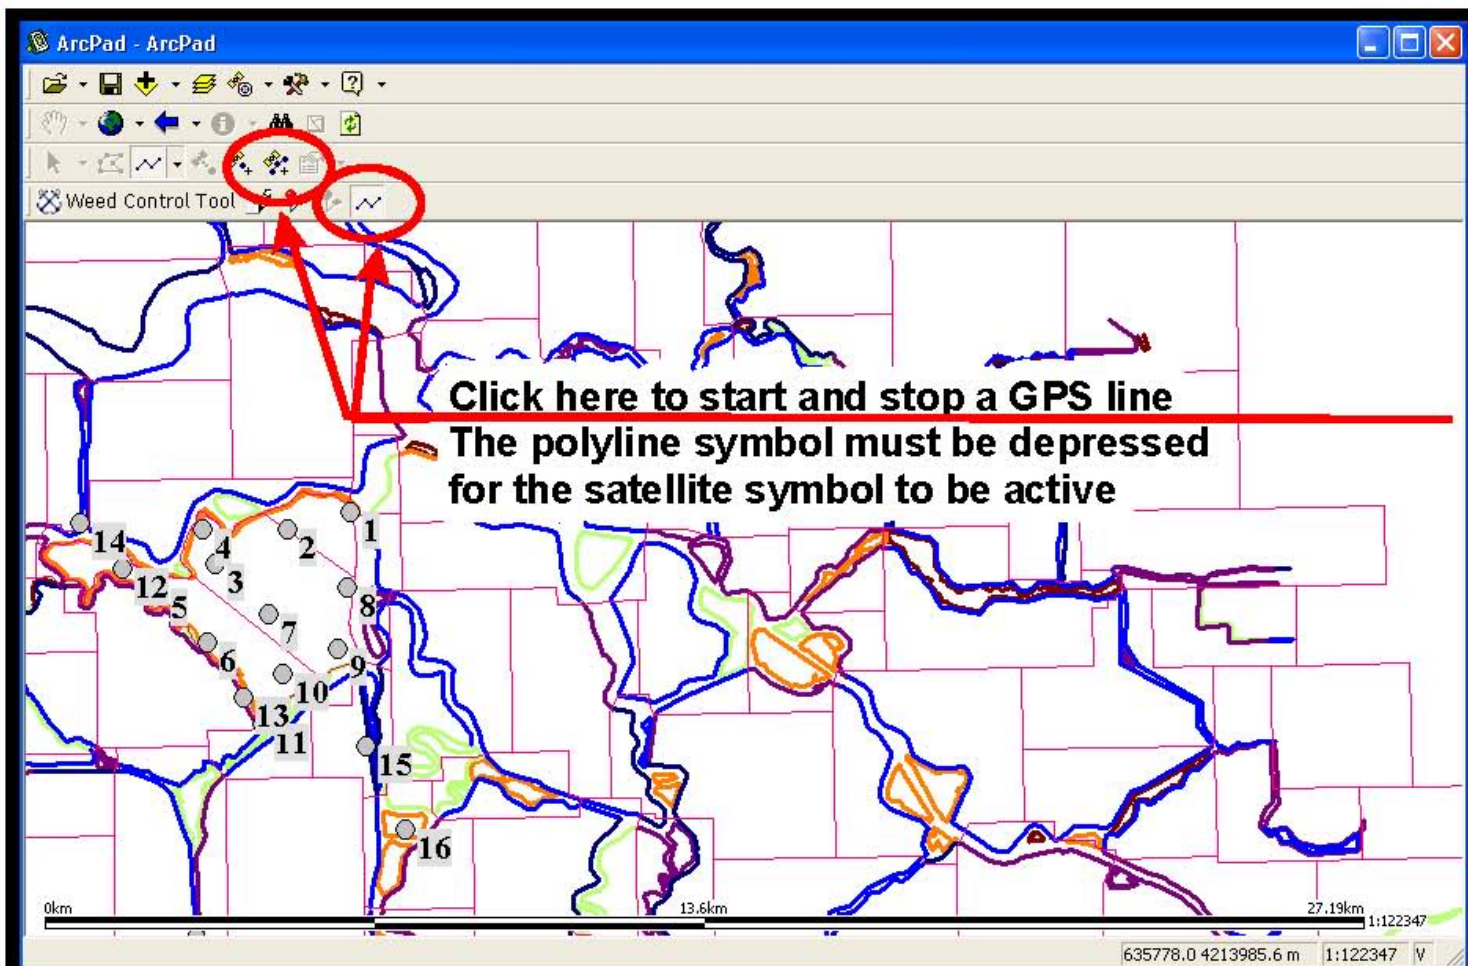 ArcPad - ArcPad
Weed Control Tool
Click here to start and stop a GPS line
The polyline symbol must be depressed
for the satellite symbol to be active
1
2
4
14
3
12
8
5
7
6
9
10
13
11
15
16
0km 13.6km 27.19km
1:122347
635778.0 4213985.6 m 1:122347 V